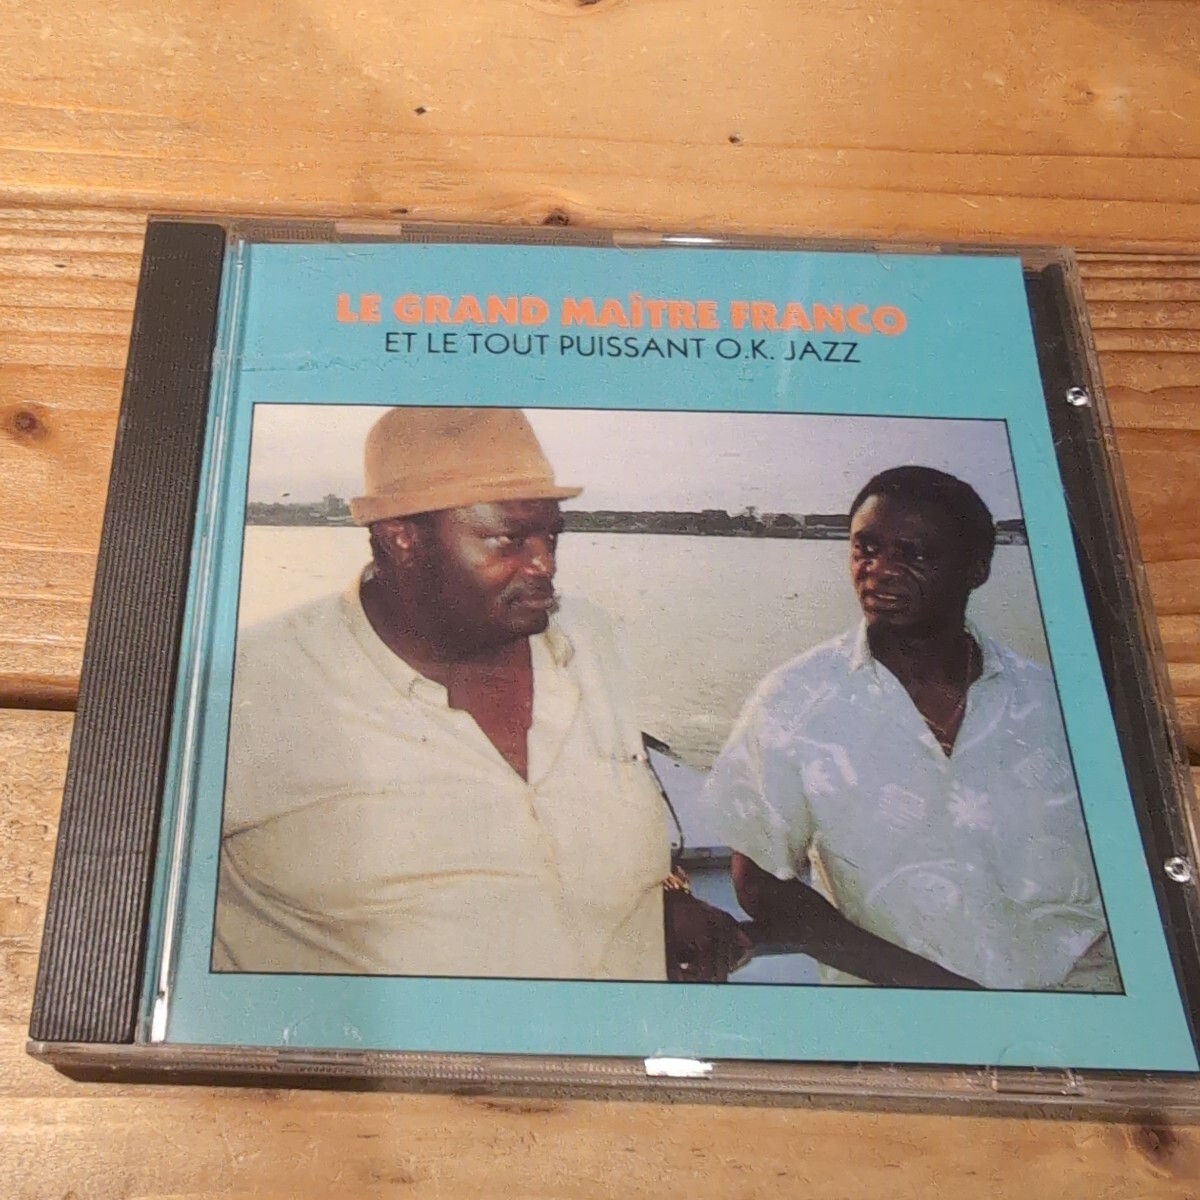 LE GRAND MAÎTRE FRANCO
ET LE TOUT PUISSANT O.K. JAZZ